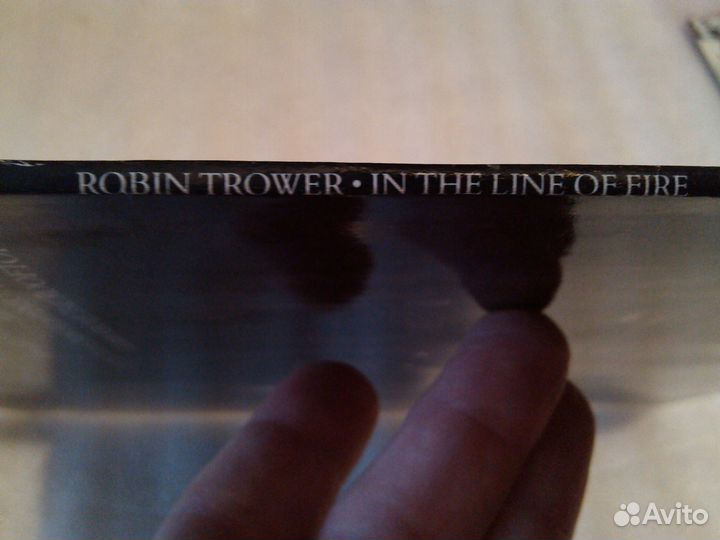 ROBIN TROWER • IN THE LINE OF FIRE
Avito